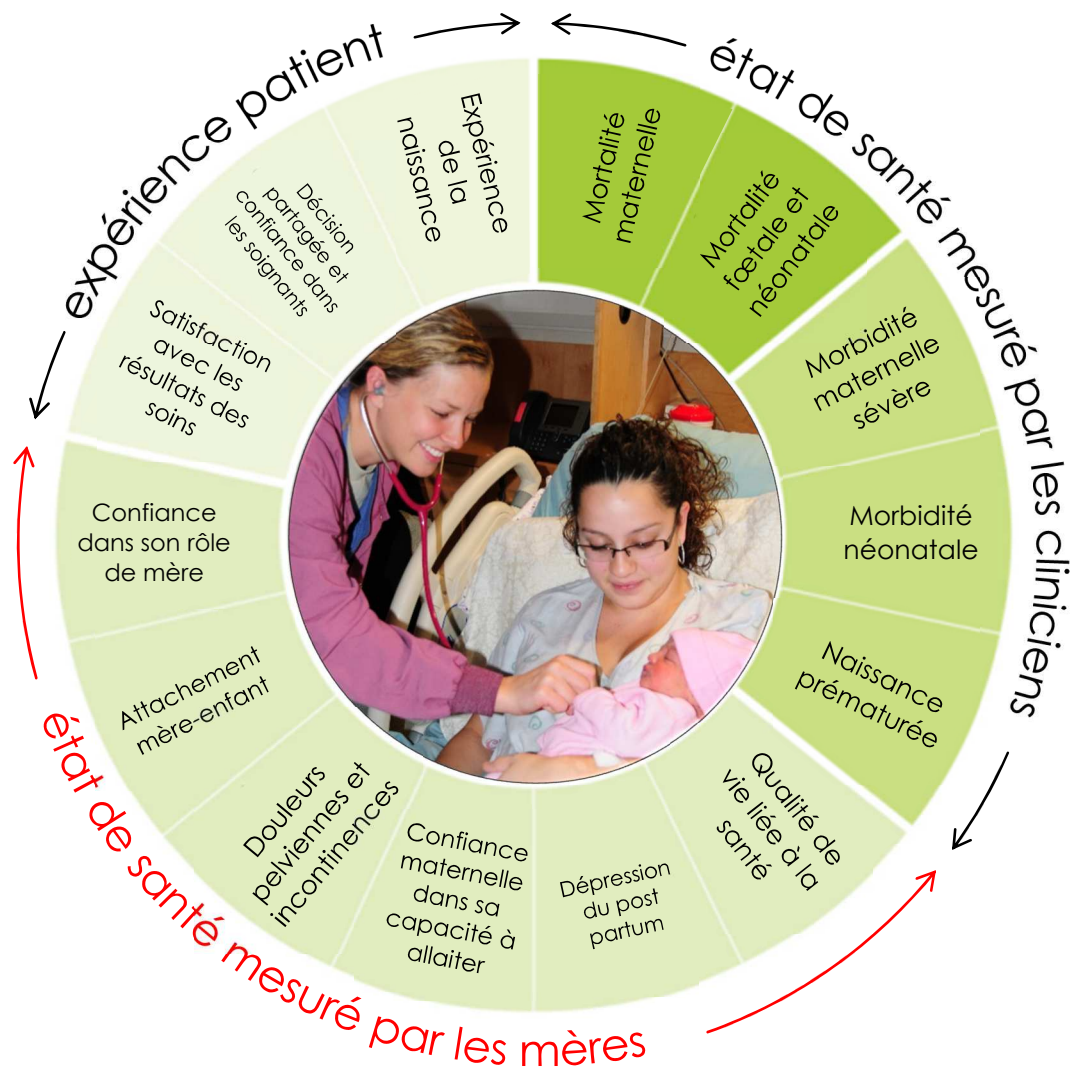 expérience patient
état de santé mesuré par les cliniciens
état de santé mesuré par les mères
Mortalité
maternelle
Mortalité
fœtale et
néonatale
Morbidité
maternelle
sévère
Morbidité
néonatale
Naissance
prématurée
Qualité de
vie liée à la
santé
Dépression
du post
partum
Confiance
maternelle
dans sa
capacité à
allaiter
Douleurs
pelviennes et
incontinences
Attachement
mère-enfant
Confiance
dans son rôle
de mère
Satisfaction
avec les
résultats des
soins
Décision
partagée et
confiance dans
les soignants
Expérience
de la
naissance